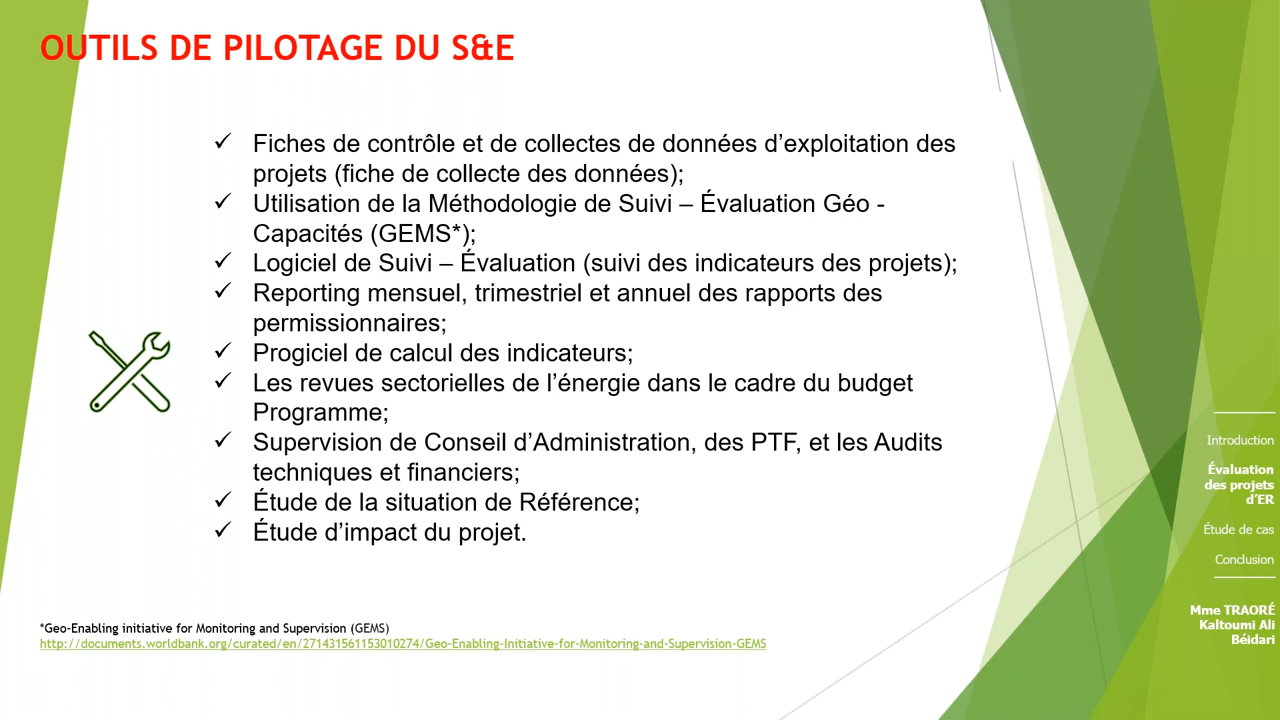 OUTILS DE PILOTAGE DU S&E
✓ Fiches de contrôle et de collectes de données d’exploitation des
projets (fiche de collecte des données);
✓ Utilisation de la Méthodologie de Suivi – Évaluation Géo -
Capacités (GEMS*);
✓ Logiciel de Suivi – Évaluation (suivi des indicateurs des projets);
✓ Reporting mensuel, trimestriel et annuel des rapports des
permissionnaires;
✓ Progiciel de calcul des indicateurs;
✓ Les revues sectorielles de l’énergie dans le cadre du budget
Programme;
✓ Supervision de Conseil d’Administration, des PTF, et les Audits
techniques et financiers;
✓ Étude de la situation de Référence;
✓ Étude d’impact du projet.
*Geo-Enabling initiative for Monitoring and Supervision (GEMS)
http://documents.worldbank.org/curated/en/271431561153010274/Geo-Enabling-Initiative-for-Monitoring-and-Supervision-GEMS
Introduction
Évaluation
des projets
d’ER
Étude de cas
Conclusion
Mme TRAORÉ
Kaltoumi Ali
Béidari